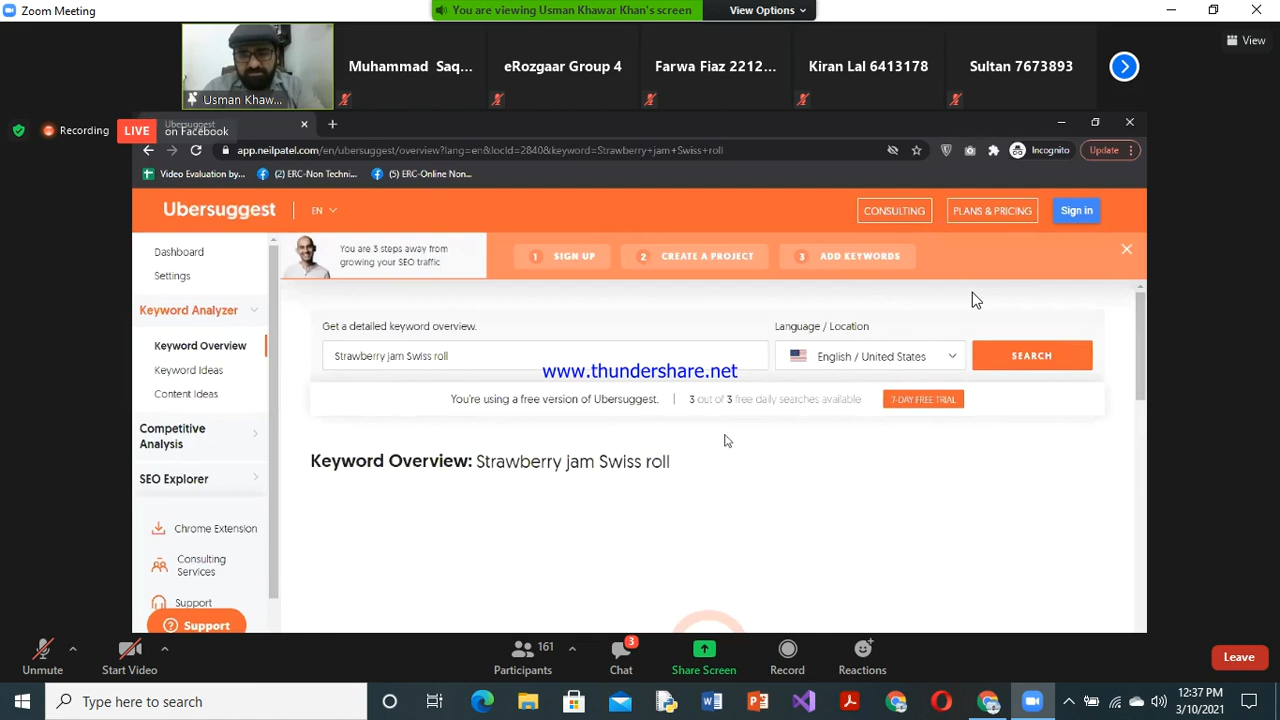 Zoom Meeting
You are viewing Usman Khawar Khan's screen
View Options
Usman Khaw...
Muhammad Saq...
eRozgaar Group 4
Farwa Fiaz 2212...
Kiran Lal 6413178
Sultan 7673893
View
Recording
LIVE
on Facebook
Ubersuggest
app.neilpatel.com/en/ubersuggest/overview?lang=en&locId=2840&keyword=Strawberry+jam+Swiss+roll
Incognito
Update
Video Evaluation by...
(2) ERC-Non Techni...
(5) ERC-Online Non...
Ubersuggest
EN
CONSULTING
PLANS & PRICING
Sign in
You are 3 steps away from
growing your SEO traffic
1 SIGN UP
2 CREATE A PROJECT
3 ADD KEYWORDS
Dashboard
Settings
Keyword Analyzer
Keyword Overview
Keyword Ideas
Content Ideas
Competitive
Analysis
SEO Explorer
Chrome Extension
Consulting
Services
Support
Support
Get a detailed keyword overview.
Language / Location
Strawberry jam Swiss roll
English / United States
SEARCH
www.thundershare.net
You're using a free version of Ubersuggest.
3 out of 3 free daily searches available
7-DAY FREE TRIAL
Keyword Overview: Strawberry jam Swiss roll
Unmute
Start Video
161
Participants
3
Chat
Share Screen
Record
Reactions
Leave
Type here to search
12:37 PM
3/10/2021